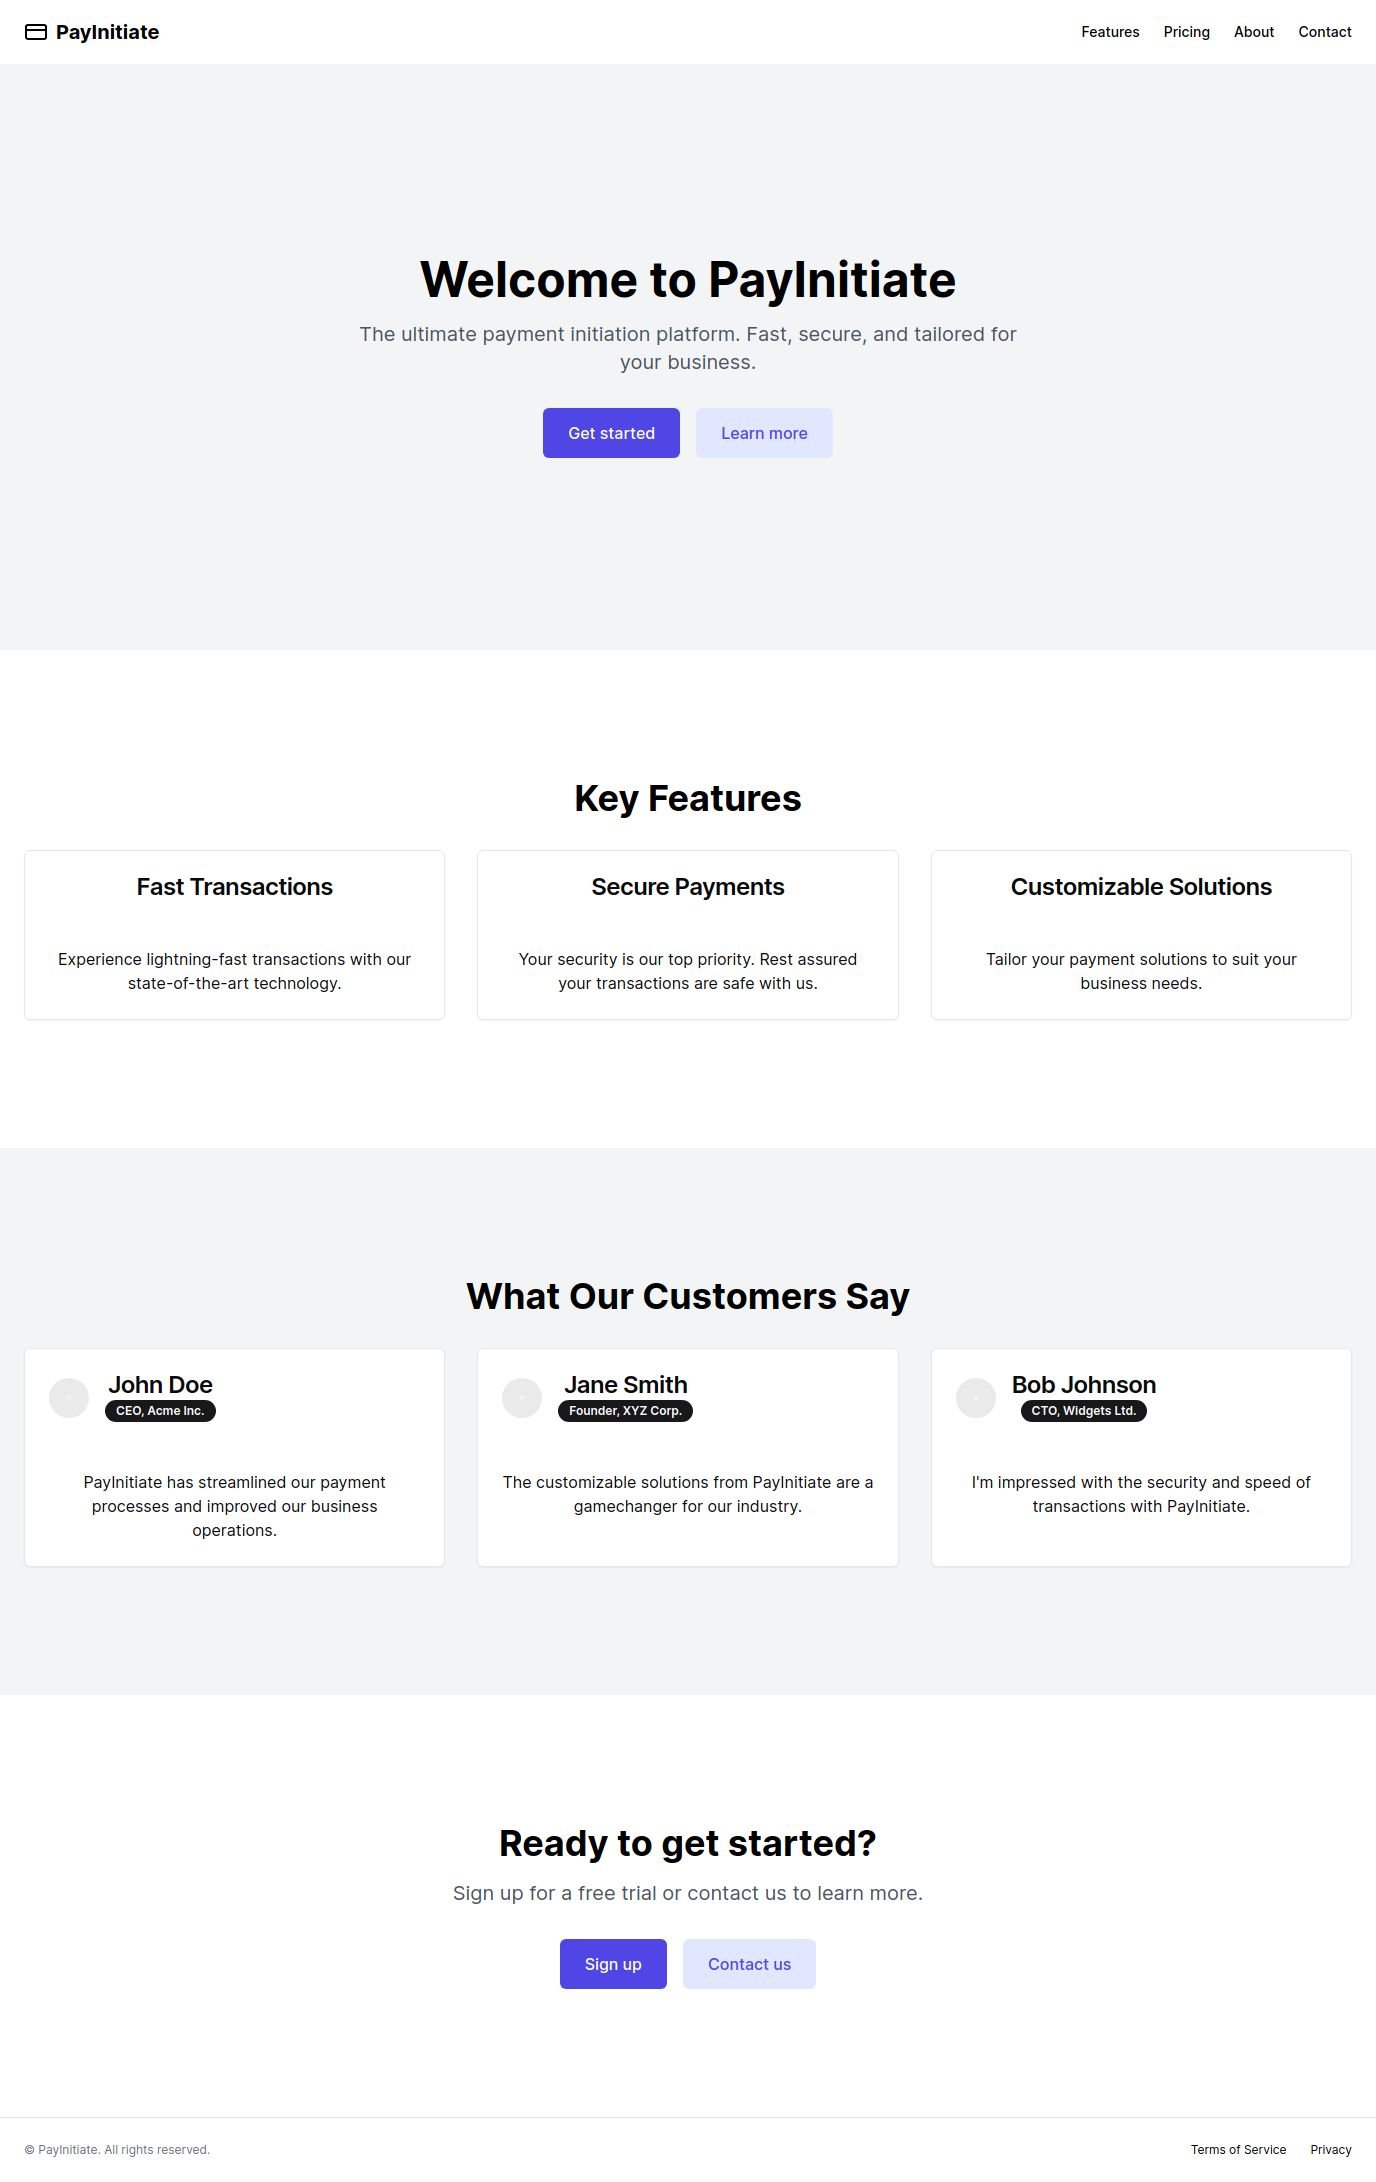 PayInitiate
Features Pricing About Contact
Welcome to PayInitiate
The ultimate payment initiation platform. Fast, secure, and tailored for
your business.
Get started Learn more
Key Features
Fast Transactions
Experience lightning-fast transactions with our
state-of-the-art technology.
Secure Payments
Your security is our top priority. Rest assured
your transactions are safe with us.
Customizable Solutions
Tailor your payment solutions to suit your
business needs.
What Our Customers Say
John Doe
CEO, Acme Inc.
PayInitiate has streamlined our payment
processes and improved our business
operations.
Jane Smith
Founder, XYZ Corp.
The customizable solutions from PayInitiate are a
gamechanger for our industry.
Bob Johnson
CTO, Widgets Ltd.
I'm impressed with the security and speed of
transactions with PayInitiate.
Ready to get started?
Sign up for a free trial or contact us to learn more.
Sign up Contact us
© PayInitiate. All rights reserved.
Terms of Service Privacy